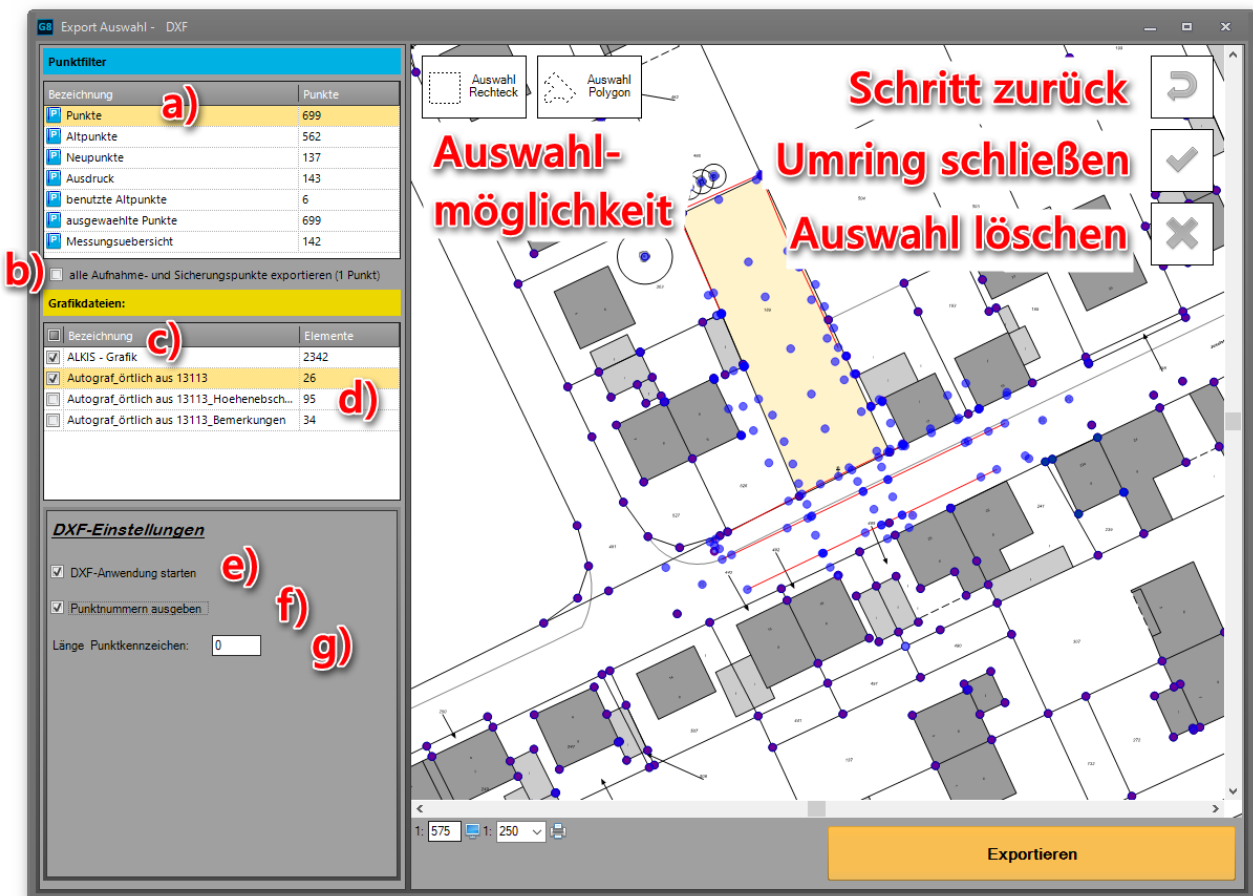 G8 Export Auswahl - DXF
Punktfilter
Bezeichnung Punkte
a)
Punkte 699
Altpunkte 562
Neupunkte 137
Ausdruck 143
benutzte Altpunkte 6
ausgewaehlte Punkte 699
Messungsuebersicht 142
b)
alle Aufnahme- und Sicherungspunkte exportieren (1 Punkt)
Grafikdateien:
Bezeichnung Elemente
c)
ALKIS - Grafik 2342
Autograf_örtlich aus 13113 26
d)
Autograf_örtlich aus 13113_Hoehenebsch... 95
Autograf_örtlich aus 13113_Bemerkungen 34
DXF-Einstellungen
DXF-Anwendung starten
e)
Punktnummern ausgeben
f)
Länge Punktkennzeichen: 0
g)
Auswahl
Rechteck
Auswahl
Polygon
Auswahl-
möglichkeit
Schritt zurück
Umring schließen
Auswahl löschen
1: 575 1: 250
Exportieren